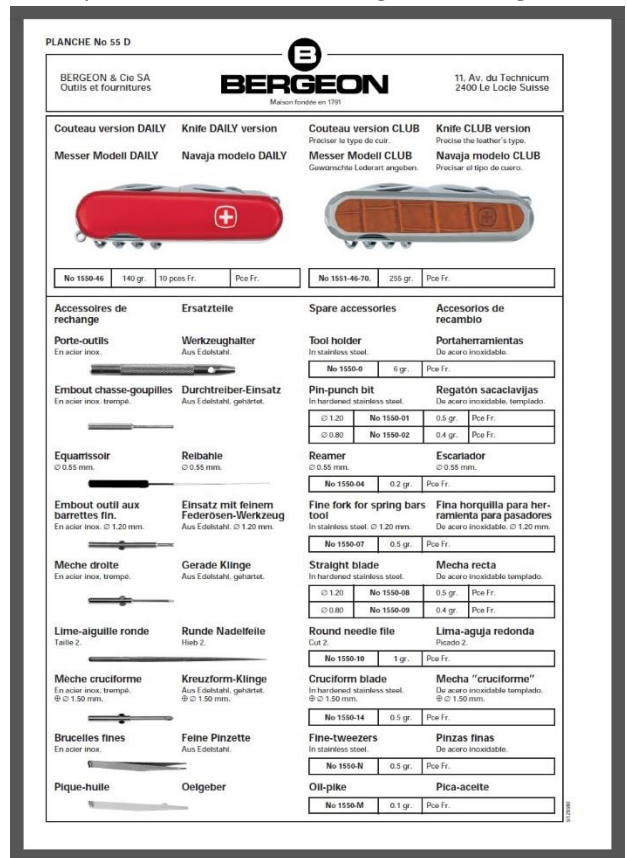 PLANCHE No 55 D
B
BERGEON & Cie SA
Outils et fournitures
BERGEON
Maison fondée en 1791
11, Av. du Technicum
2400 Le Locle Suisse
Couteau version DAILY
Knife DAILY version
Messer Modell DAILY
Navaja modelo DAILY
Couteau version CLUB
Préciser le type de cuir.
Knife CLUB version
Precise the leather's type.
Messer Modell CLUB
Gewünschte Lederart angeben.
Navaja modelo CLUB
Precisar el tipo de cuero.
No 1550-46 140 gr. 10 pces Fr. Pce Fr.
No 1551-46-70. 255 gr. Pce Fr.
Accessoires de
rechange
Ersatzteile
Spare accessories
Accesorios de
recambio
Porte-outils
En acier inox.
Werkzeughalter
Aus Edelstahl.
Tool holder
In stainless steel.
Portaherramientas
De acero inoxidable.
No 1550-0 6 gr. Pce Fr.
Embout chasse-goupilles
En acier inox. trempé.
Durchtreiber-Einsatz
Aus Edelstahl, gehärtet.
Pin-punch bit
In hardened stainless steel.
Regatón sacaclavijas
De acero inoxidable, templado.
∅ 1.20 No 1550-01 0.5 gr. Pce Fr.
∅ 0.80 No 1550-02 0.4 gr. Pce Fr.
Equarrissoir
∅ 0.55 mm.
Reibahle
∅ 0.55 mm.
Reamer
∅ 0.55 mm.
Escariador
∅ 0.55 mm.
No 1550-04 0.2 gr. Pce Fr.
Embout outil aux
barrettes fin.
En acier inox. ∅ 1.20 mm.
Einsatz mit feinem
Federösen-Werkzeug
Aus Edelstahl. ∅ 1.20 mm.
Fine fork for spring bars
tool
In stainless steel. ∅ 1.20 mm.
Fina horquilla para her-
ramienta para pasadores
De acero inoxidable. ∅ 1.20 mm.
No 1550-07 0.5 gr. Pce Fr.
Mèche droite
En acier inox, trempé.
Gerade Klinge
Aus Edelstahl, gehärtet.
Straight blade
In hardened stainless steel.
Mecha recta
De acero inoxidable templado.
∅ 1.20 No 1550-08 0.5 gr. Pce Fr.
∅ 0.80 No 1550-09 0.4 gr. Pce Fr.
Lime-aiguille ronde
Taille 2.
Runde Nadelfeile
Hieb 2.
Round needle file
Cut 2.
Lima-aguja redonda
Picado 2.
No 1550-10 1 gr. Pce Fr.
Mèche cruciforme
En acier inox, trempé.
⊕ ∅ 1.50 mm.
Kreuzform-Klinge
Aus Edelstahl, gehärtet.
⊕ ∅ 1.50 mm.
Cruciform blade
In hardened stainless steel.
⊕ ∅ 1.50 mm.
Mecha "cruciforme"
De acero inoxidable templado.
⊕ ∅ 1.50 mm.
No 1550-14 0.5 gr. Pce Fr.
Brucelles fines
En acier inox.
Feine Pinzette
Aus Edelstahl.
Fine-tweezers
In stainless steel.
Pinzas finas
De acero inoxidable.
No 1550-N 0.5 gr. Pce Fr.
Pique-huile
Oelgeber
Oil-pike
Pica-aceite
No 1550-M 0.1 gr. Pce Fr.